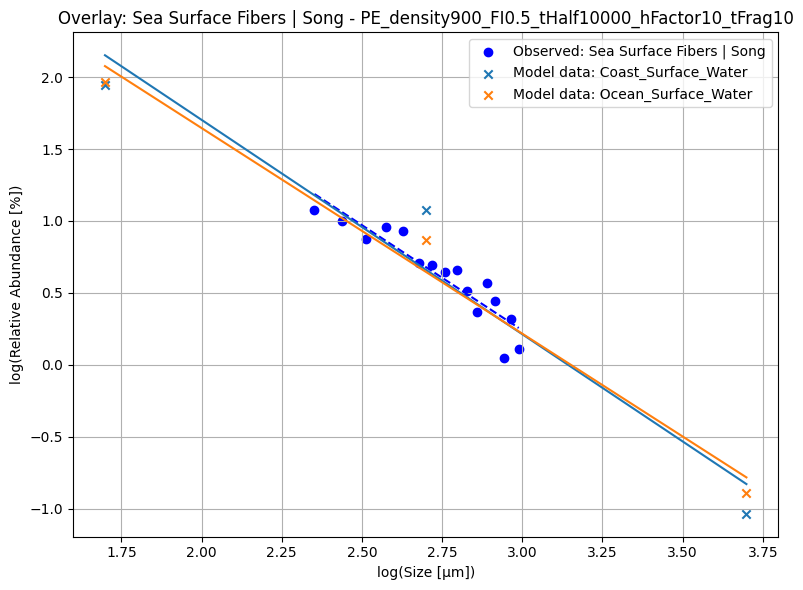 Overlay: Sea Surface Fibers | Song - PE_density900_FI0.5_tHalf10000_hFactor10_tFrag10
Observed: Sea Surface Fibers | Song
Model data: Coast_Surface_Water
Model data: Ocean_Surface_Water
log(Relative Abundance [%])
2.0
1.5
1.0
0.5
0.0
−0.5
−1.0
1.75
2.00
2.25
2.50
2.75
3.00
3.25
3.50
3.75
log(Size [μm])